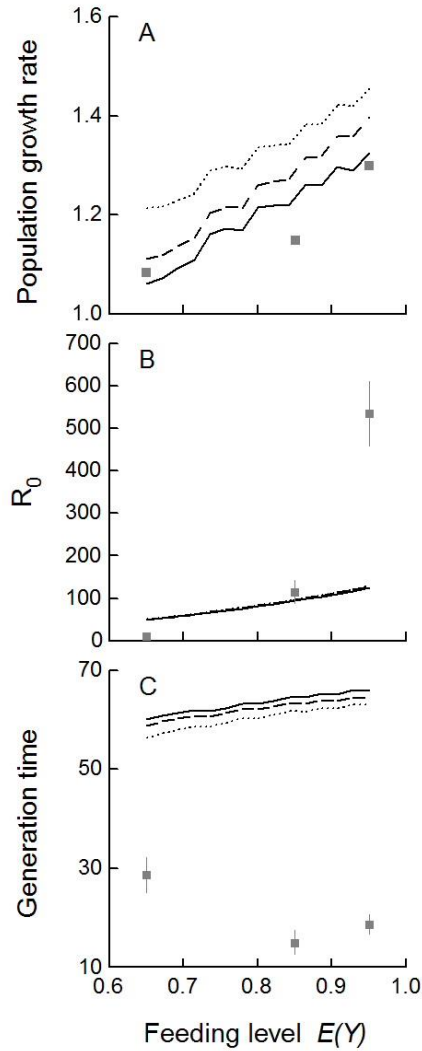 A
1.6
1.4
1.2
1.0
Population growth rate
B
700
600
500
400
300
200
100
0
R₀
C
70
50
30
10
Generation time
0.6 0.7 0.8 0.9 1.0
Feeding level E(Y)